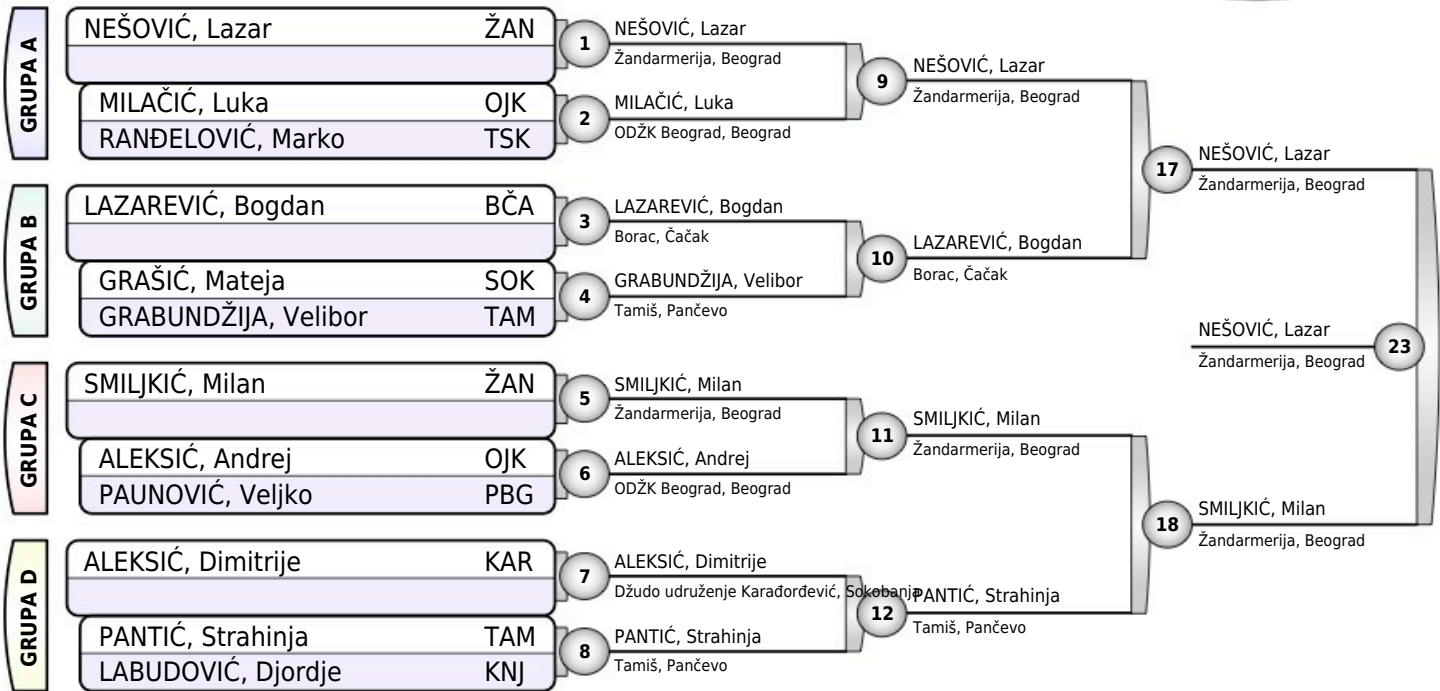 GRUPA A
NEŠOVIĆ, Lazar ŽAN
MILAČIĆ, Luka OJK
RANĐELOVIĆ, Marko TSK
GRUPA B
LAZAREVIĆ, Bogdan BČA
GRAŠIĆ, Mateja SOK
GRABUNDŽIJA, Velibor TAM
GRUPA C
SMILJKIĆ, Milan ŽAN
ALEKSIĆ, Andrej OJK
PAUNOVIĆ, Veljko PBG
GRUPA D
ALEKSIĆ, Dimitrije KAR
PANTIĆ, Strahinja TAM
LABUDOVIĆ, Djordje KNJ
1
NEŠOVIĆ, Lazar
Žandarmerija, Beograd
2
MILAČIĆ, Luka
ODŽK Beograd, Beograd
3
LAZAREVIĆ, Bogdan
Borac, Čačak
4
GRABUNDŽIJA, Velibor
Tamiš, Pančevo
5
SMILJKIĆ, Milan
Žandarmerija, Beograd
6
ALEKSIĆ, Andrej
ODŽK Beograd, Beograd
7
ALEKSIĆ, Dimitrije
Džudo udruženje Karađorđević, Sokobanja
8
PANTIĆ, Strahinja
Tamiš, Pančevo
9
NEŠOVIĆ, Lazar
Žandarmerija, Beograd
10
LAZAREVIĆ, Bogdan
Borac, Čačak
11
SMILJKIĆ, Milan
Žandarmerija, Beograd
12
PANTIĆ, Strahinja
Tamiš, Pančevo
17
NEŠOVIĆ, Lazar
Žandarmerija, Beograd
18
SMILJKIĆ, Milan
Žandarmerija, Beograd
NEŠOVIĆ, Lazar
Žandarmerija, Beograd
23